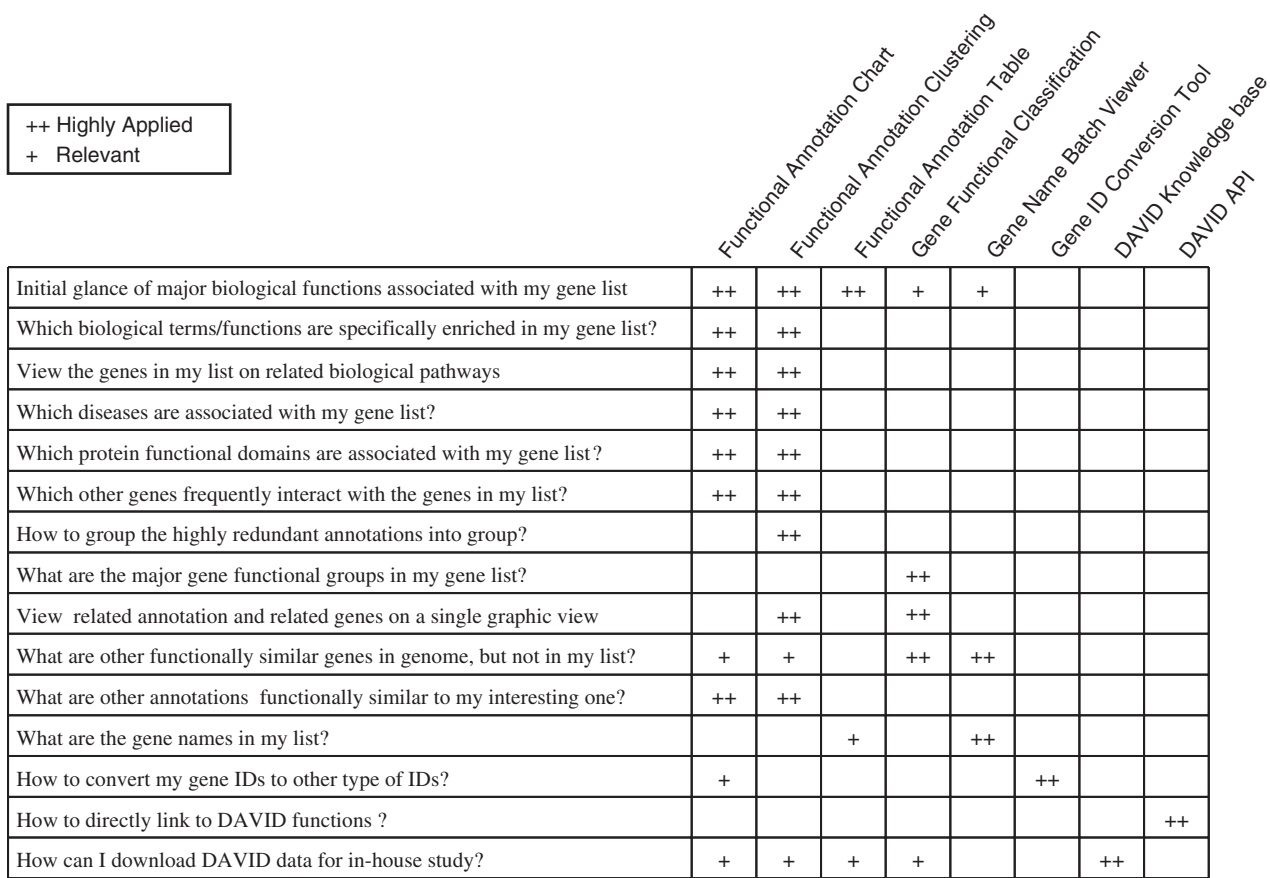 ++ Highly Applied
+ Relevant
Functional Annotation Chart
Functional Annotation Clustering
Functional Annotation Table
Gene Functional Classification
Gene Name Batch Viewer
Gene ID Conversion Tool
DAVID Knowledge base
DAVID API
Initial glance of major biological functions associated with my gene list ++ ++ ++ + +
Which biological terms/functions are specifically enriched in my gene list? ++ ++
View the genes in my list on related biological pathways ++ ++
Which diseases are associated with my gene list? ++ ++
Which protein functional domains are associated with my gene list? ++ ++
Which other genes frequently interact with the genes in my list? ++ ++
How to group the highly redundant annotations into group? ++
What are the major gene functional groups in my gene list? ++
View related annotation and related genes on a single graphic view ++ ++
What are other functionally similar genes in genome, but not in my list? + + ++ ++
What are other annotations functionally similar to my interesting one? ++ ++
What are the gene names in my list? + ++
How to convert my gene IDs to other type of IDs? + ++
How to directly link to DAVID functions ? ++
How can I download DAVID data for in-house study? + + + + ++